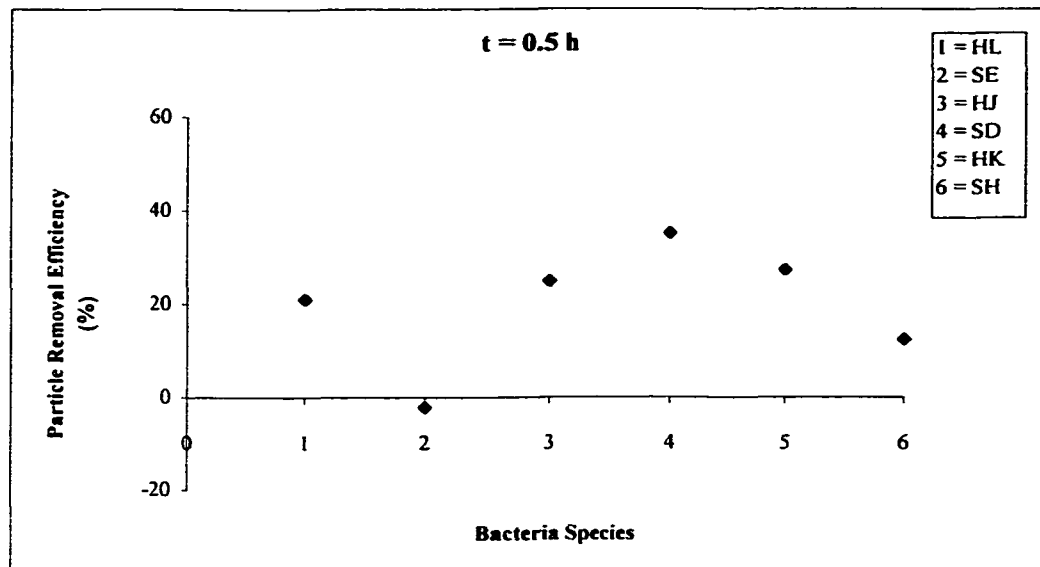 t = 0.5 h
1 = HL
2 = SE
3 = HJ
4 = SD
5 = HK
6 = SH
Particle Removal Efficiency
(%)
60
40
20
0
-20
0 1 2 3 4 5 6
Bacteria Species